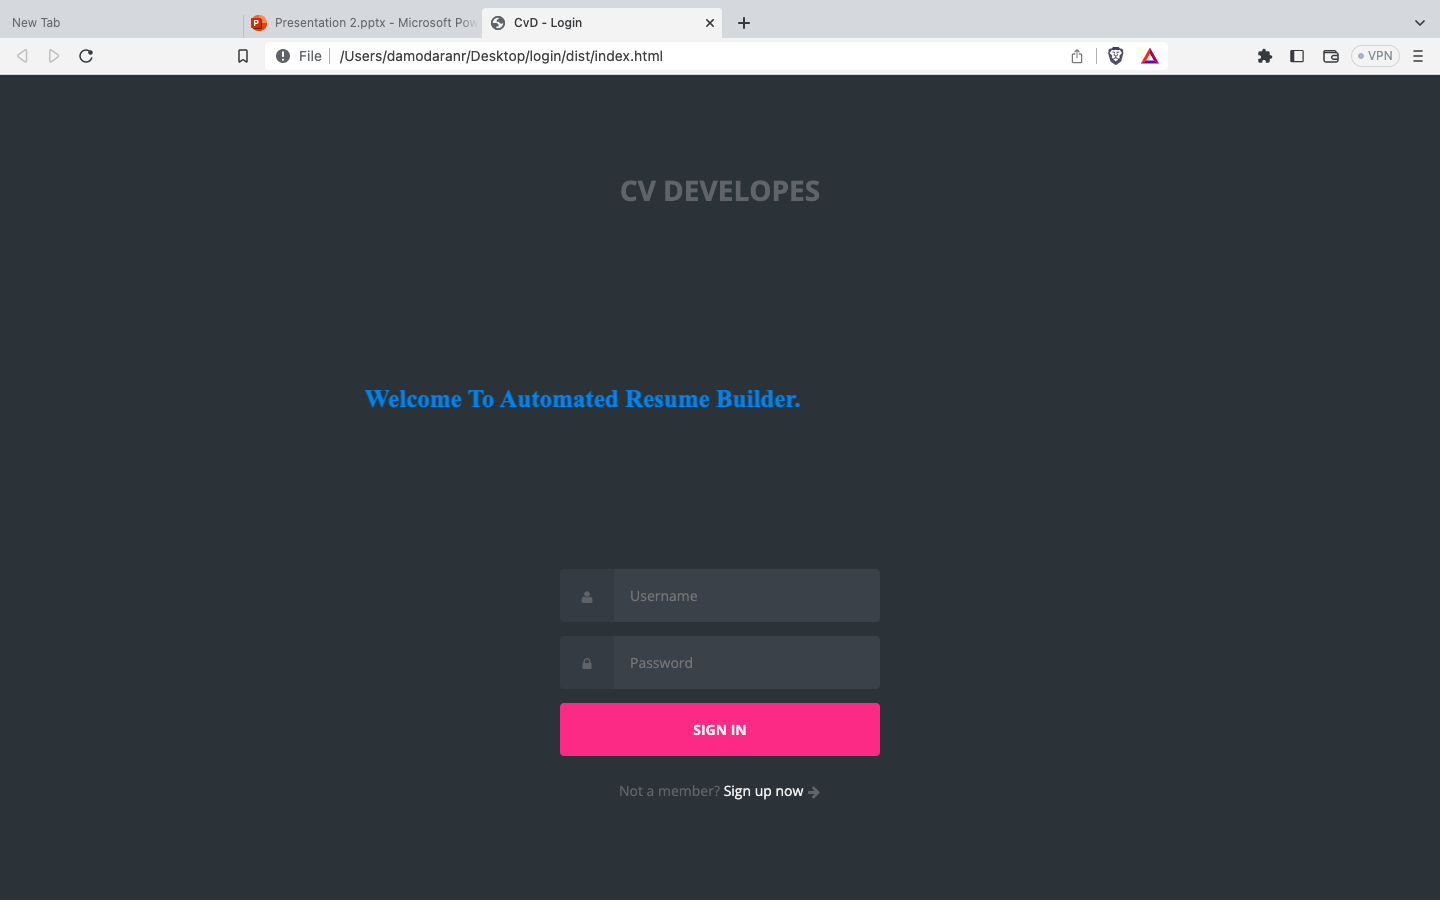 New Tab
Presentation 2.pptx - Microsoft Pow
CvD - Login
File
/Users/damodaranr/Desktop/login/dist/index.html
VPN
CV DEVELOPES
Welcome To Automated Resume Builder.
Username
Password
SIGN IN
Not a member? Sign up now